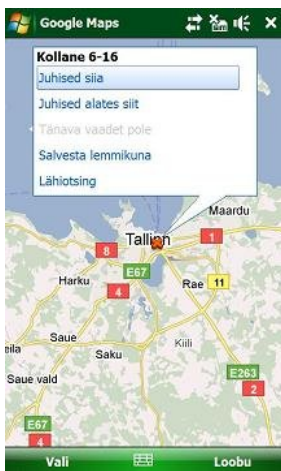 Google Maps
Kollane 6-16
Juhised siia
Juhised alates siit
Tänava vaadet pole
Salvesta lemmikuna
Lähiotsing
Maardu
Tallinn
1
8
E67
4
Harku
Rae
11
Saue
Saku
Kiili
eila
Saue vald
E263
2
E67
4
Vali
Loobu